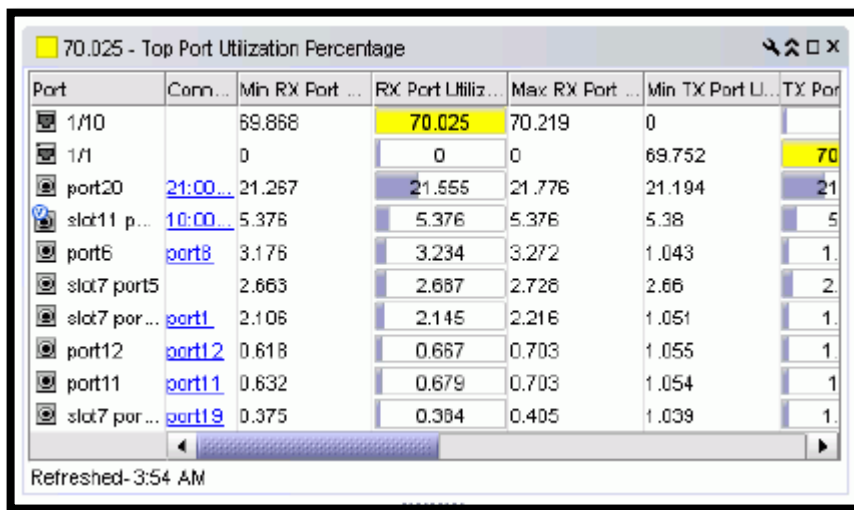 70.025 - Top Port Utilization Percentage
Port Conn... Min RX Port ... RX Port Utiliz... Max RX Port ... Min TX Port U... TX Por
1/10 69.868 70.025 70.219 0
1/1 0 0 0 69.752 70
port20 21:00... 21.267 21.555 21.776 21.194 21
slot11 p... 10:00... 5.376 5.376 5.376 5.38 5
port6 port8 3.176 3.234 3.272 1.043 1.
slot7 port5 2.663 2.687 2.728 2.66 2.
slot7 por... port1 2.106 2.145 2.216 1.051 1.
port12 port12 0.618 0.667 0.703 1.055 1.
port11 port11 0.632 0.679 0.703 1.054 1
slot7 por... port19 0.375 0.384 0.405 1.039 1.
Refreshed- 3:54 AM